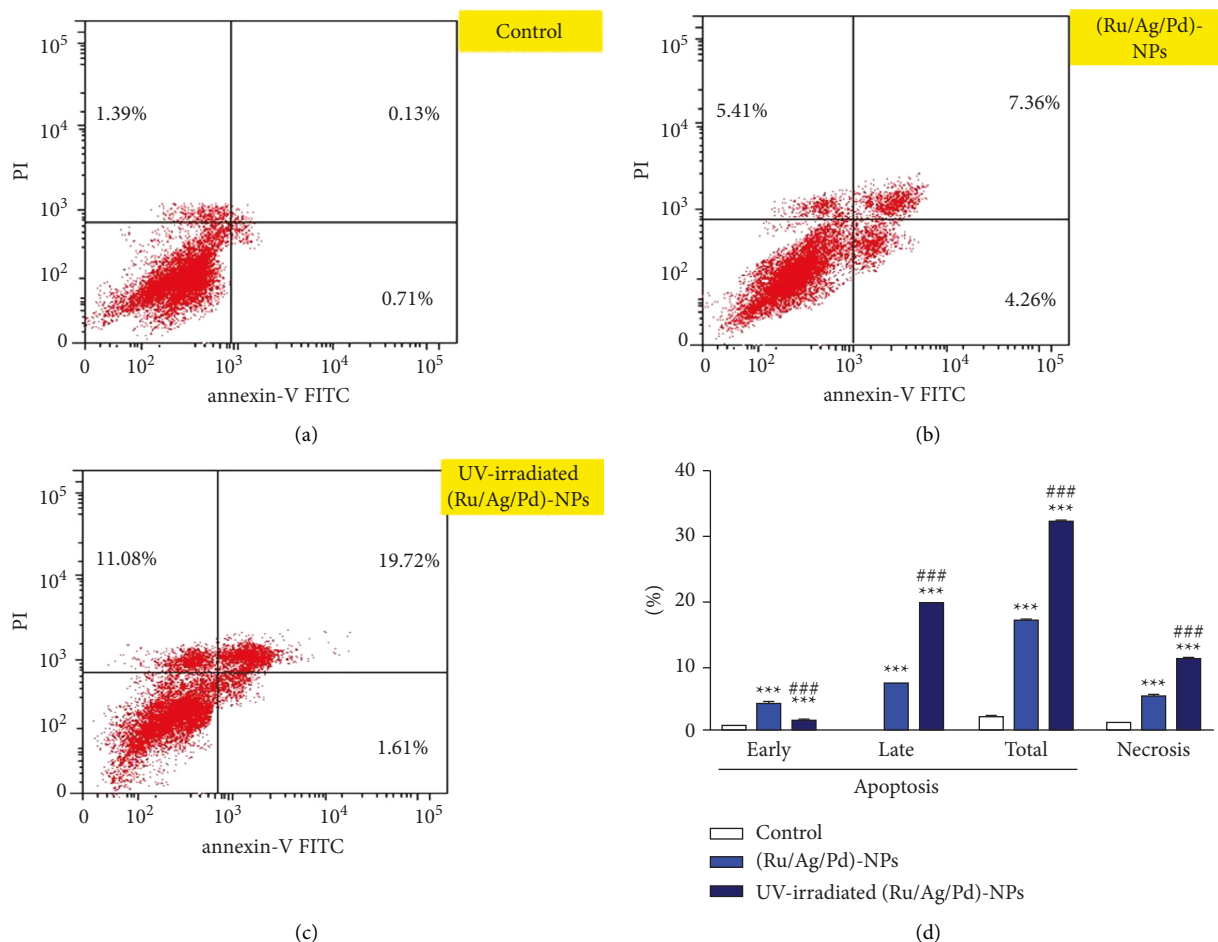 Control
10⁵
10⁴
10³
10²
0
PI
1.39%
0.13%
0.71%
0
10²
10³
10⁴
10⁵
annexin-V FITC
(a)
(Ru/Ag/Pd)-
NPs
10⁵
10⁴
10³
10²
0
PI
5.41%
7.36%
4.26%
0
10²
10³
10⁴
10⁵
annexin-V FITC
(b)
UV-irradiated
(Ru/Ag/Pd)-NPs
10⁵
10⁴
10³
10²
0
PI
11.08%
19.72%
1.61%
0
10²
10³
10⁴
10⁵
annexin-V FITC
(c)
40
30
20
10
0
(%)
***
###
***
***
###
***
***
###
***
***
###
***
Early
Late
Total
Necrosis
Apoptosis
Control
(Ru/Ag/Pd)-NPs
UV-irradiated (Ru/Ag/Pd)-NPs
(d)